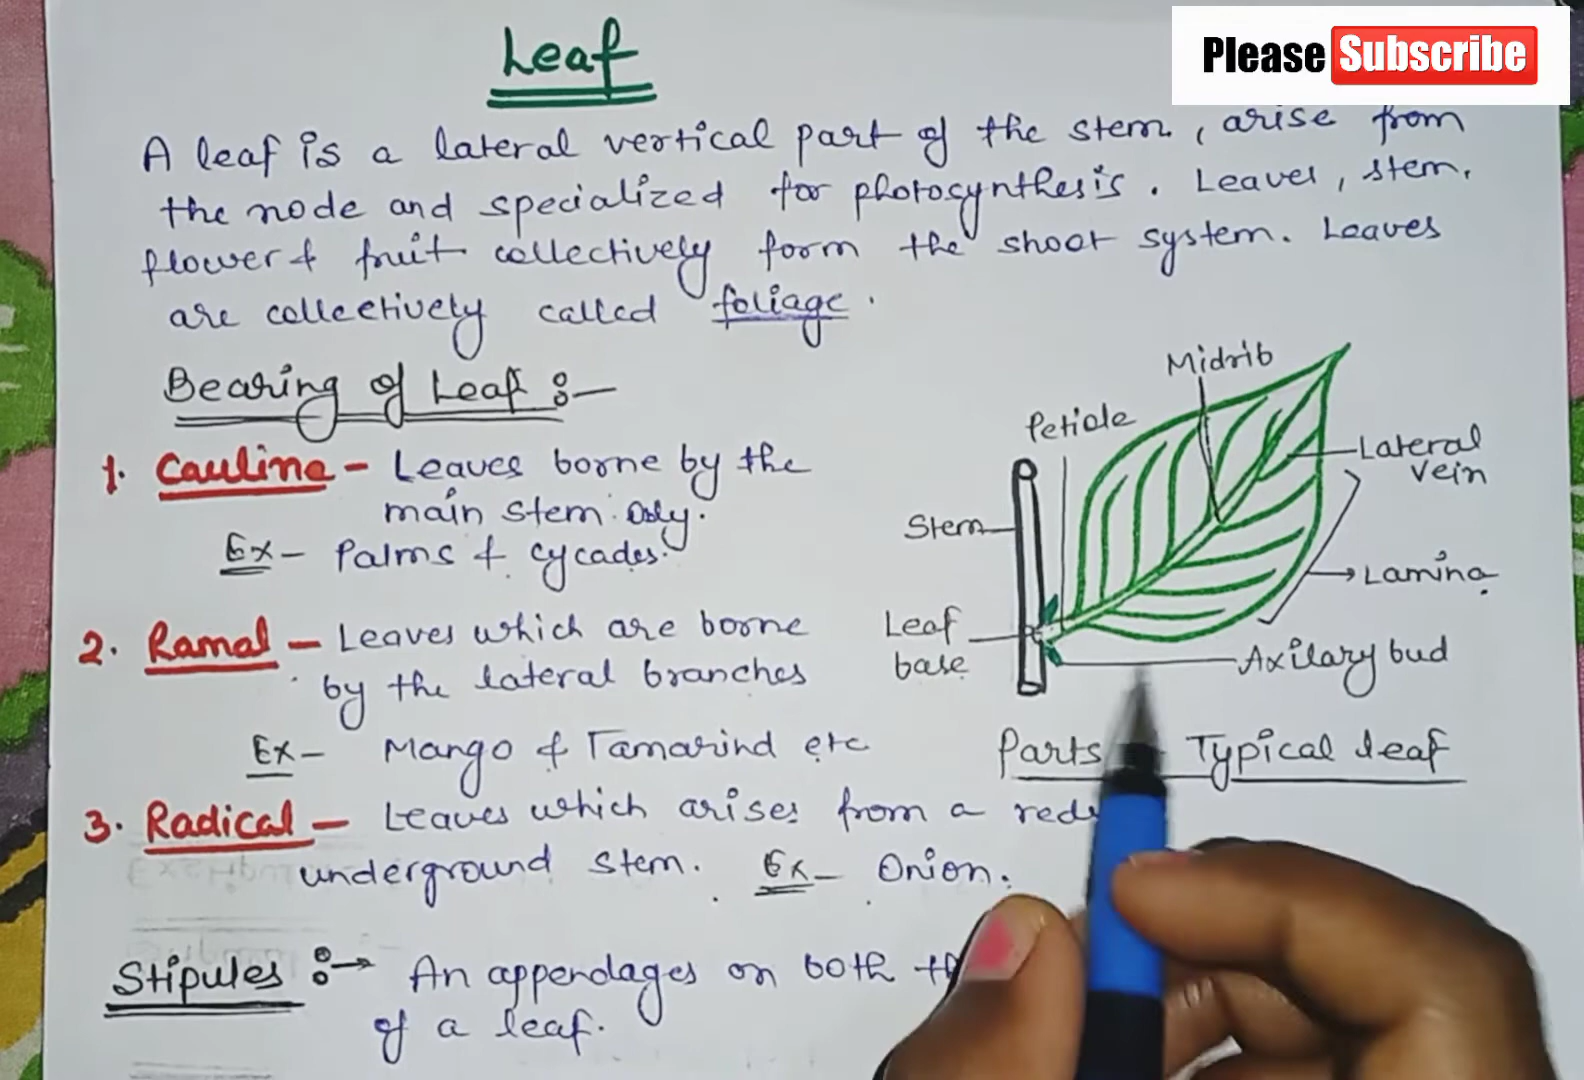 Please Subscribe
Leaf
A leaf is a lateral vertical part of the stem, arise from
the node and specialized for photosynthesis. Leaves, stem,
flower & fruit collectively form the shoot system. Leaves
are collectively called foliage.
Bearing of Leaf :-
1. Caulina - Leaves borne by the
main stem only.
Ex - Palms & cycades.
2. Ramal - Leaves which are borne
by the lateral branches
Ex - Mango & Tamarind etc
3. Radical - Leaves which arises from a
underground stem. Ex - Onion.
Stipules :→ An appendages on both
of a leaf.
Midrib
Petiole
Lateral
vein
Stem
Lamina
Leaf
base
Axilary bud
Parts Typical leaf